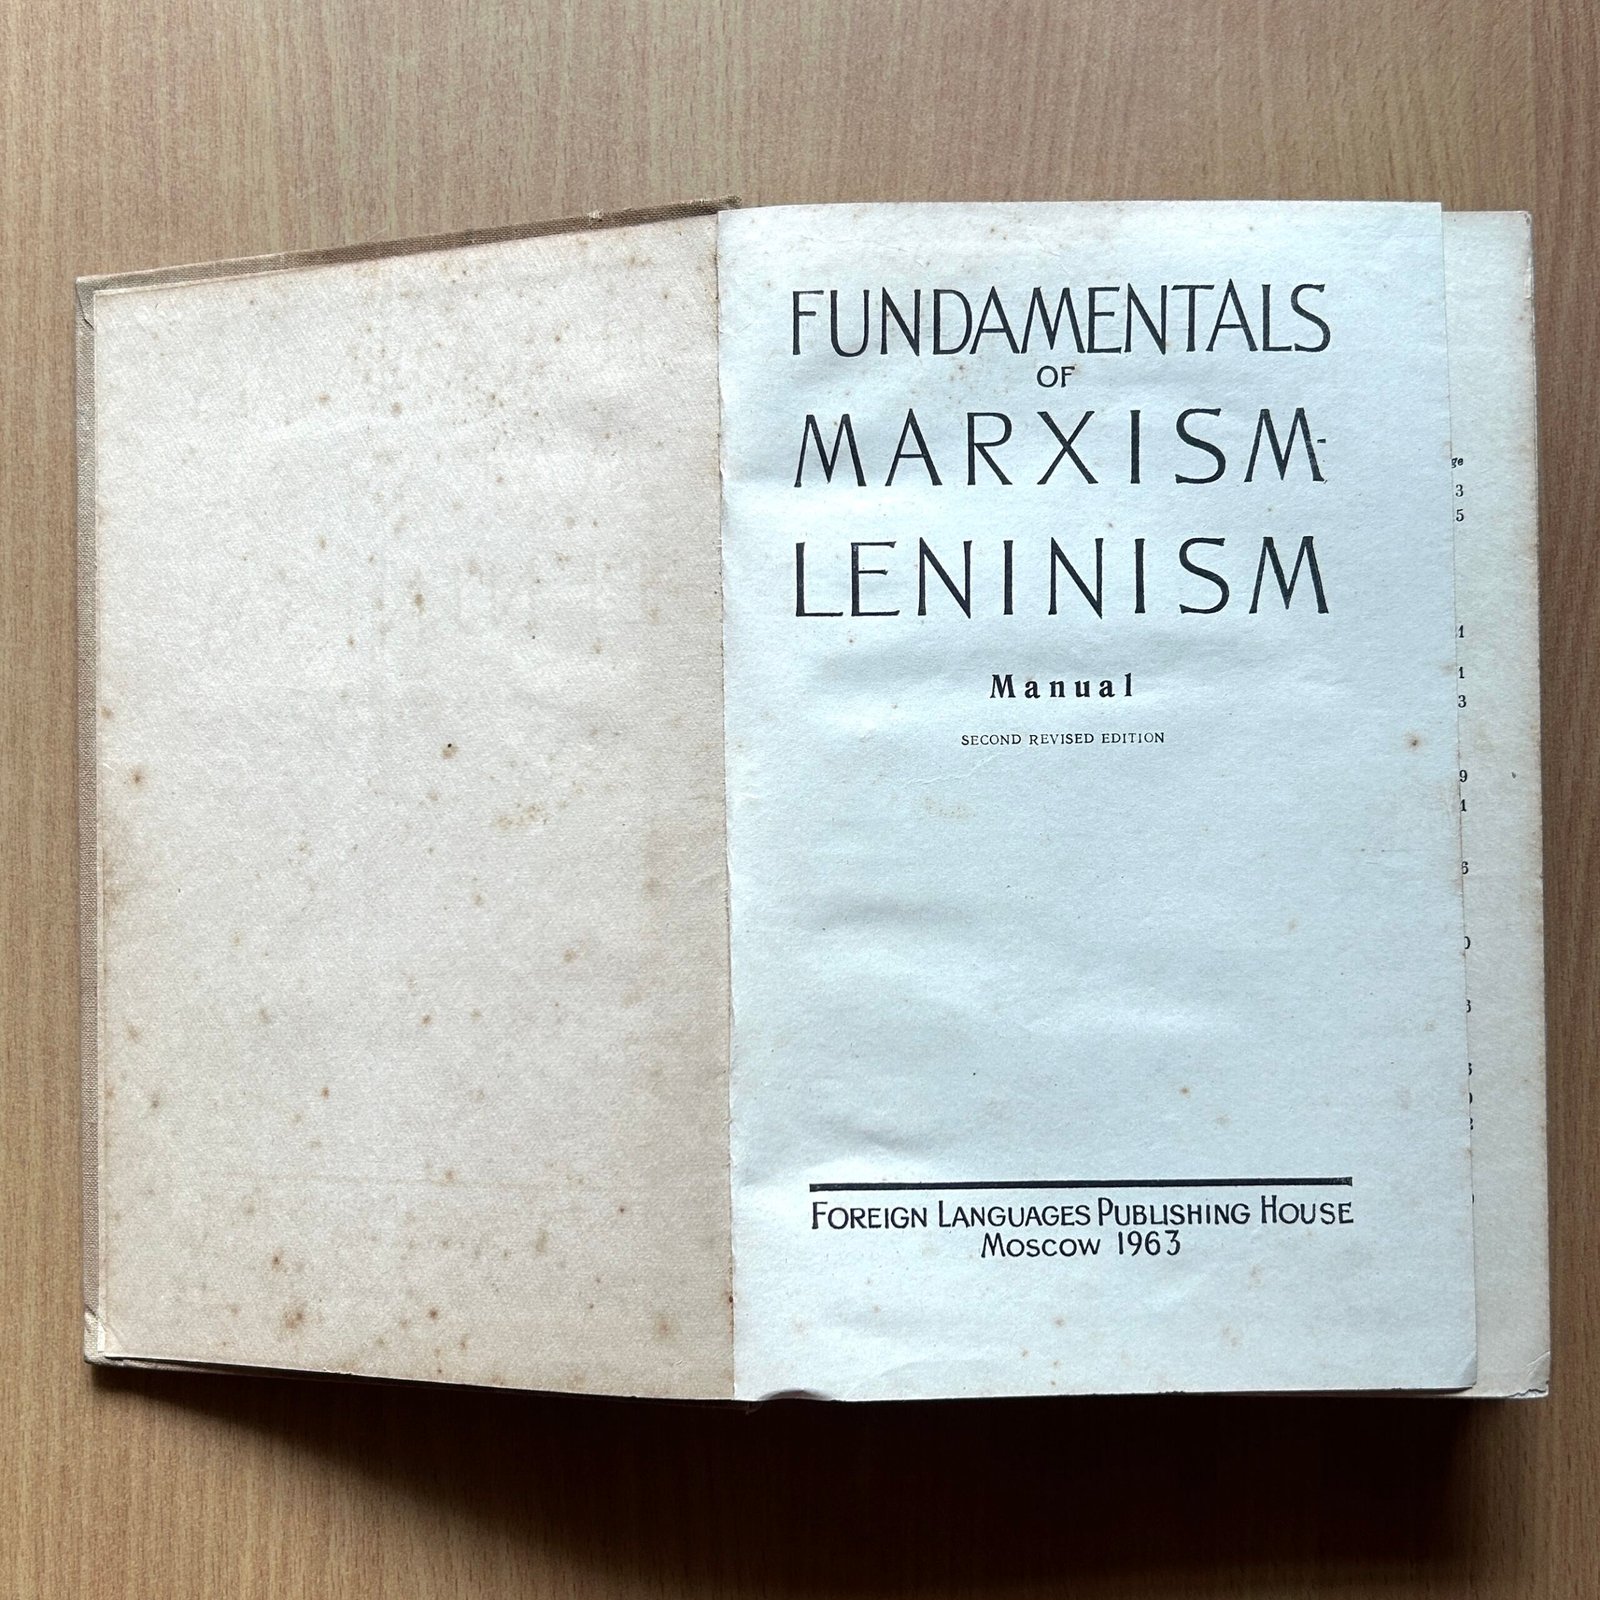 FUNDAMENTALS
OF
MARXISM-
LENINISM
Manual
SECOND REVISED EDITION
FOREIGN LANGUAGES PUBLISHING HOUSE
MOSCOW 1963